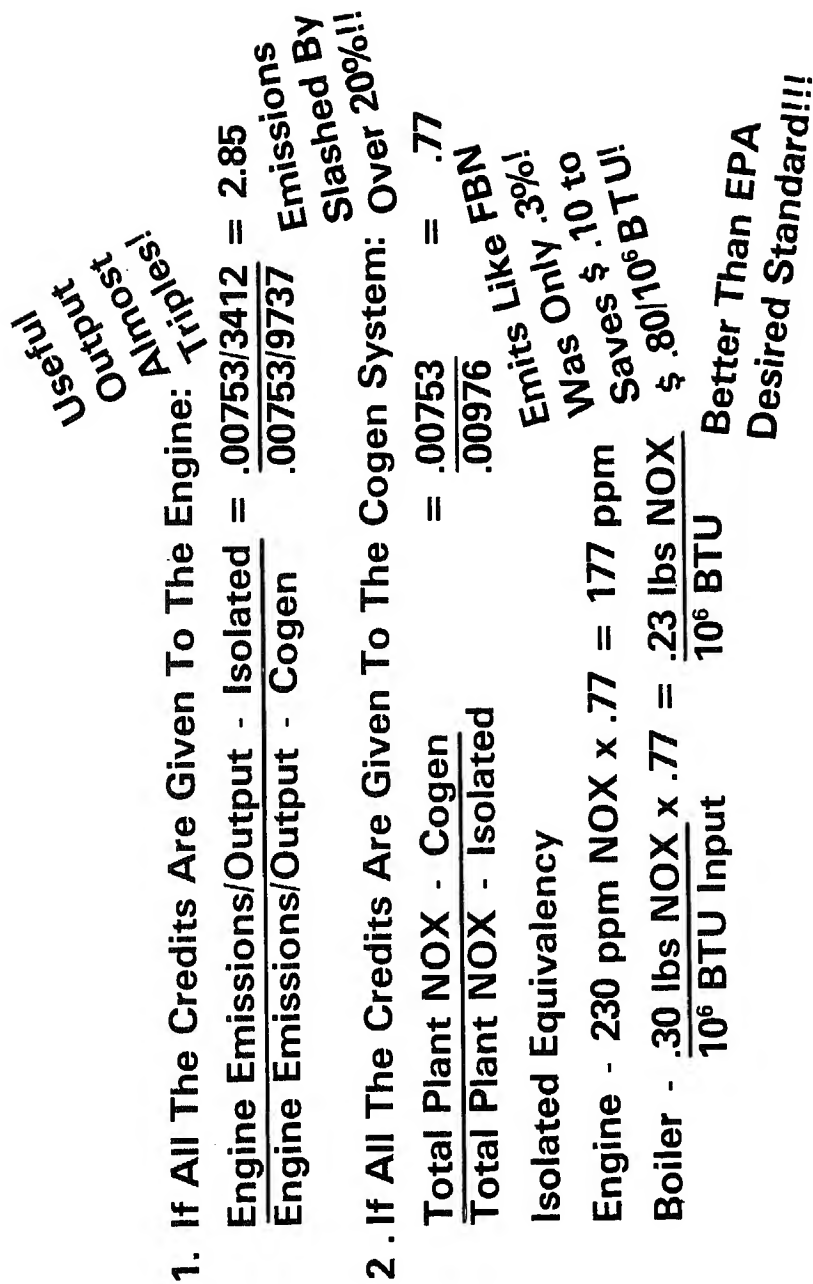 Useful
Output
Almost
Triples!
1. If All The Credits Are Given To The Engine:
Engine Emissions/Output - Isolated = .00753/3412 = 2.85
Engine Emissions/Output - Cogen .00753/9737
Emissions
Slashed By
Over 20%!!
2. If All The Credits Are Given To The Cogen System:
Total Plant NOX - Cogen = .00753 = .77
Total Plant NOX - Isolated .00976
Isolated Equivalency
Emits Like FBN
Was Only .3%!
Saves $ .10 to
$ .80/10⁶ BTU!
Engine - 230 ppm NOX x .77 = 177 ppm
Boiler - .30 lbs NOX x .77 = .23 lbs NOX
10⁶ BTU Input 10⁶ BTU
Better Than EPA
Desired Standard!!!